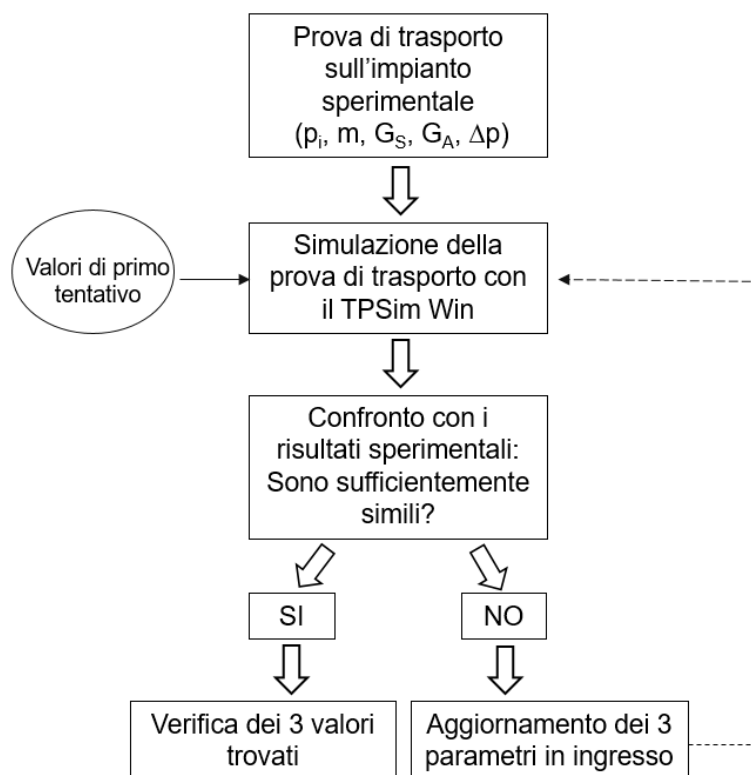 Prova di trasporto
sull’impianto
sperimentale
(pi, m, GS, GA, Δp)
Valori di primo
tentativo
Simulazione della
prova di trasporto con
il TPSim Win
Confronto con i
risultati sperimentali:
Sono sufficientemente
simili?
SI
NO
Verifica dei 3 valori
trovati
Aggiornamento dei 3
parametri in ingresso